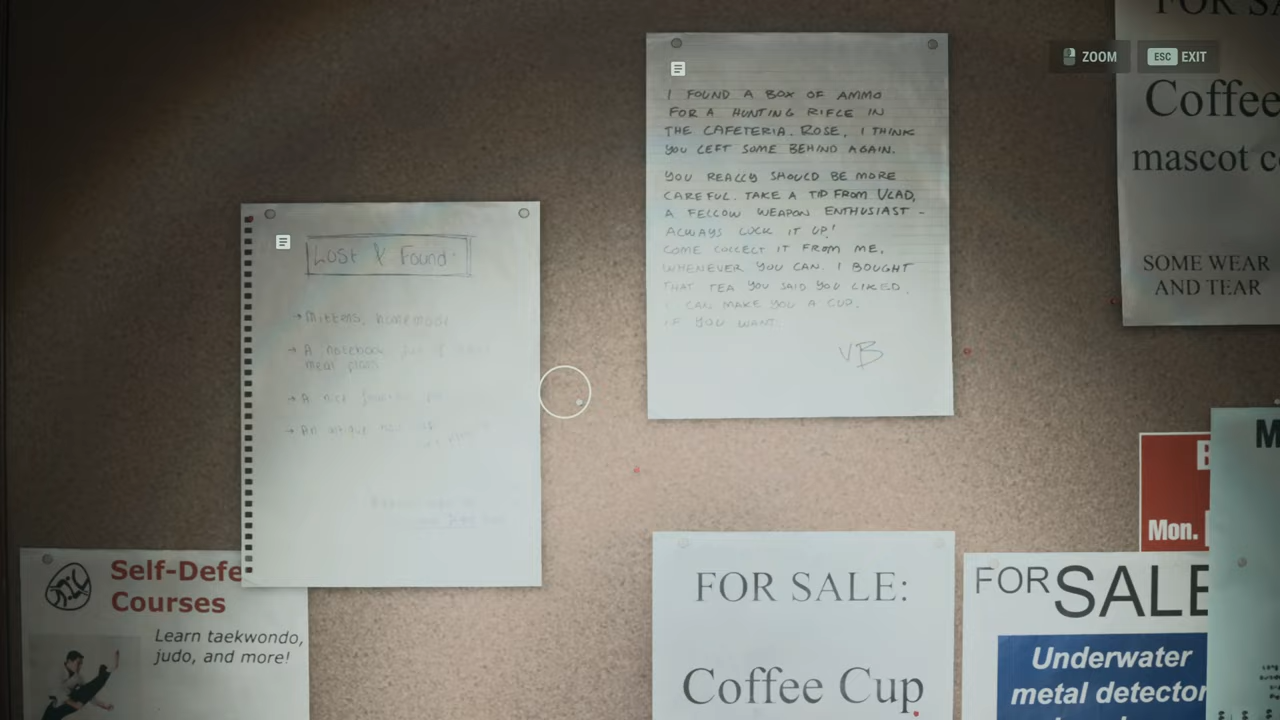 ZOOM
ESC EXIT
I FOUND A BOX OF AMMO
FOR A HUNTING RIFLE IN
THE CAFETERIA. ROSE, I THINK
YOU LEFT SOME BEHIND AGAIN.
YOU REALLY SHOULD BE MORE
CAREFUL. TAKE A TIP FROM VLAD,
A FELLOW WEAPON ENTHUSIAST -
ALWAYS LOCK IT UP!
COME COLLECT IT FROM ME,
WHENEVER YOU CAN. I BOUGHT
THAT TEA YOU SAID YOU LIKED.
I CAN MAKE YOU A CUP.
IF YOU WANT.
VB
Lost & Found:
→ Mittens, homemade
→ A notebook
meal plans
→ A nice
→ An
FOR
Coffee
mascot
SOME WEAR
AND TEAR
Self-Defe
Courses
Learn taekwondo,
judo, and more!
FOR SALE:
Coffee Cup
FOR SALE
Underwater
metal detector
Mon.